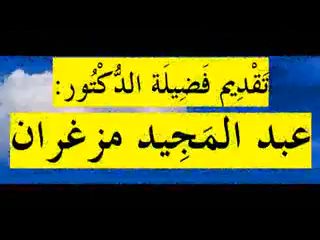 تَقْدِيم فَضِيلَة الدُّكْتُور:
عبد المَجِيد مزغران